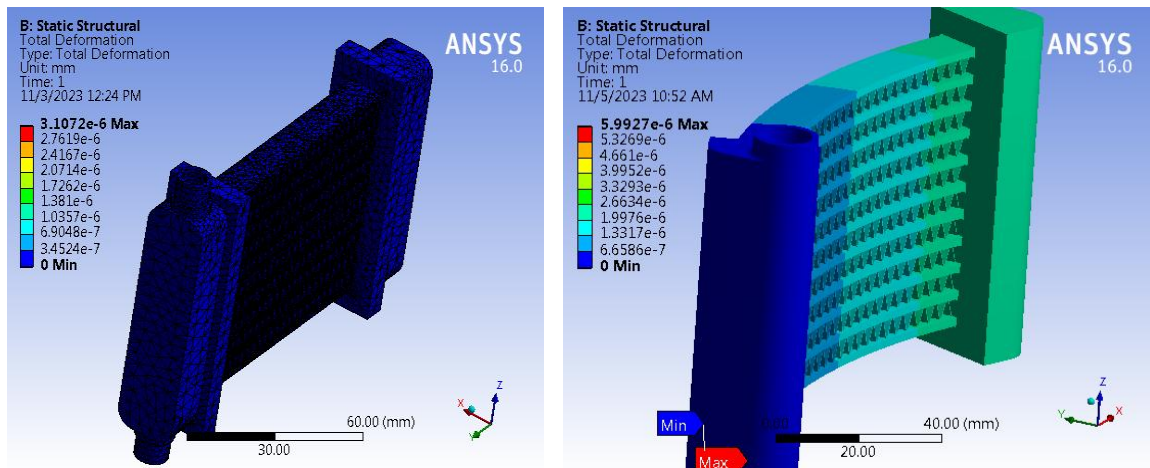 B: Static Structural
Total Deformation
Type: Total Deformation
Unit: mm
Time: 1
11/3/2023 12:24 PM
3.1072e-6 Max
2.7619e-6
2.4167e-6
2.0714e-6
1.7262e-6
1.381e-6
1.0357e-6
6.9048e-7
3.4524e-7
0 Min
ANSYS
16.0
60.00 (mm)
30.00
X
Y
Z
B: Static Structural
Total Deformation
Type: Total Deformation
Unit: mm
Time: 1
11/5/2023 10:52 AM
5.9927e-6 Max
5.3269e-6
4.661e-6
3.9952e-6
3.3293e-6
2.6634e-6
1.9976e-6
1.3317e-6
6.6586e-7
0 Min
ANSYS
16.0
Min
Max
40.00 (mm)
20.00
Z
Y
X